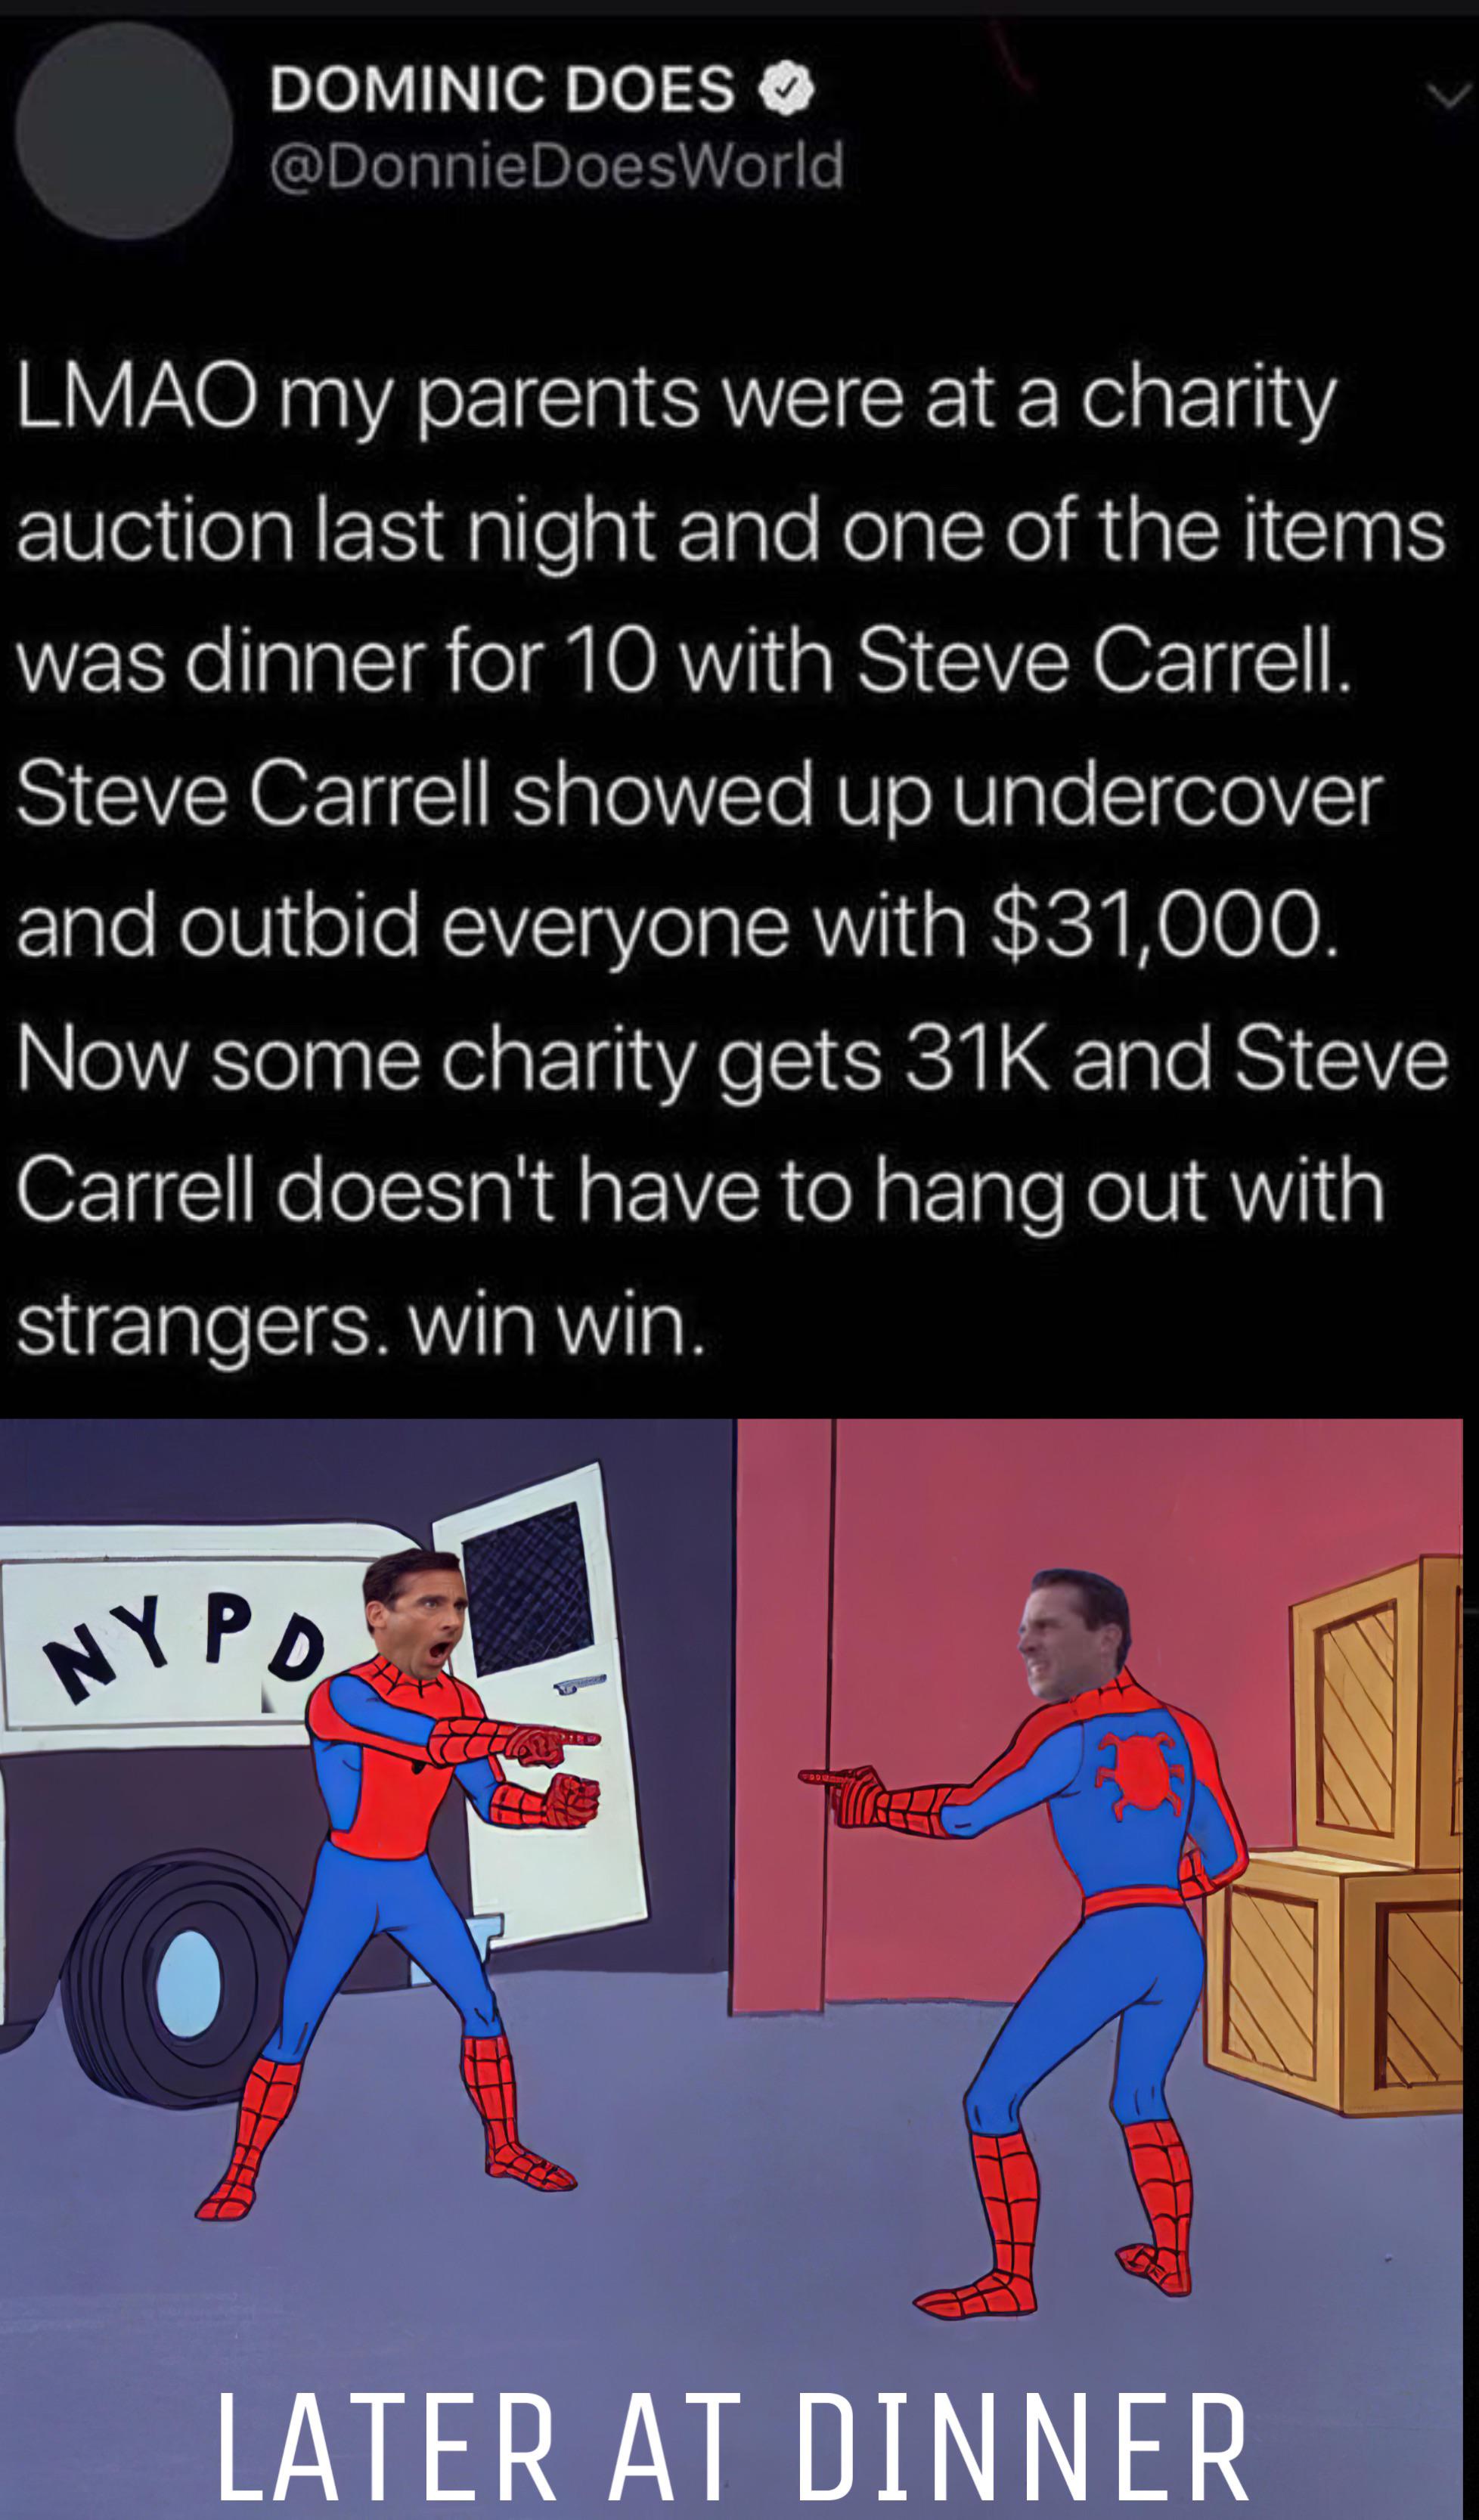 DOMINIC DOES
@DonnieDoesWorld
LMAO my parents were at a charity
auction last night and one of the items
was dinner for 10 with Steve Carrell.
Steve Carrell showed up undercover
and outbid everyone with $31,000.
Now some charity gets 31K and Steve
Carrell doesn't have to hang out with
strangers. win win.
NYPD
LATER AT DINNER